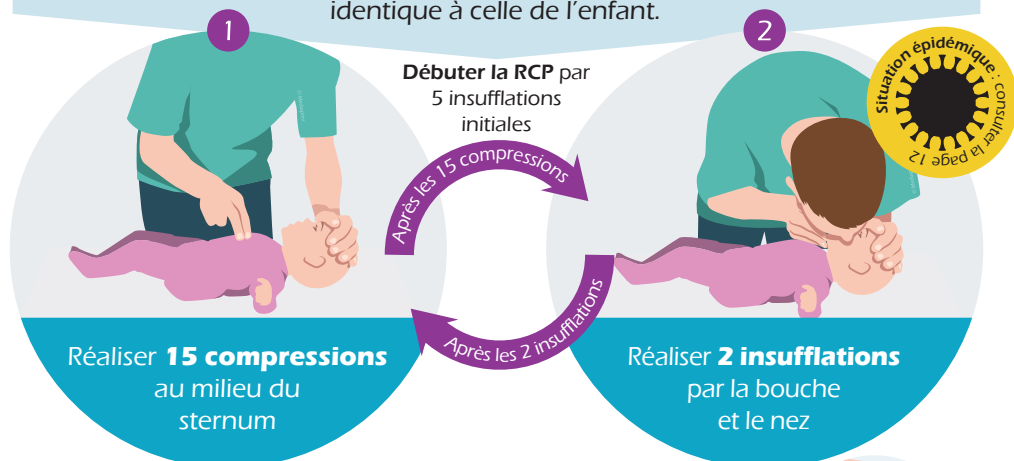 identique à celle de l’enfant.
1
2
Débuter la RCP par
5 insufflations
initiales
Situation épidémique : consulter la page 12
Après les 15 compressions
Après les 2 insufflations
Réaliser 15 compressions
au milieu du
sternum
Réaliser 2 insufflations
par la bouche
et le nez